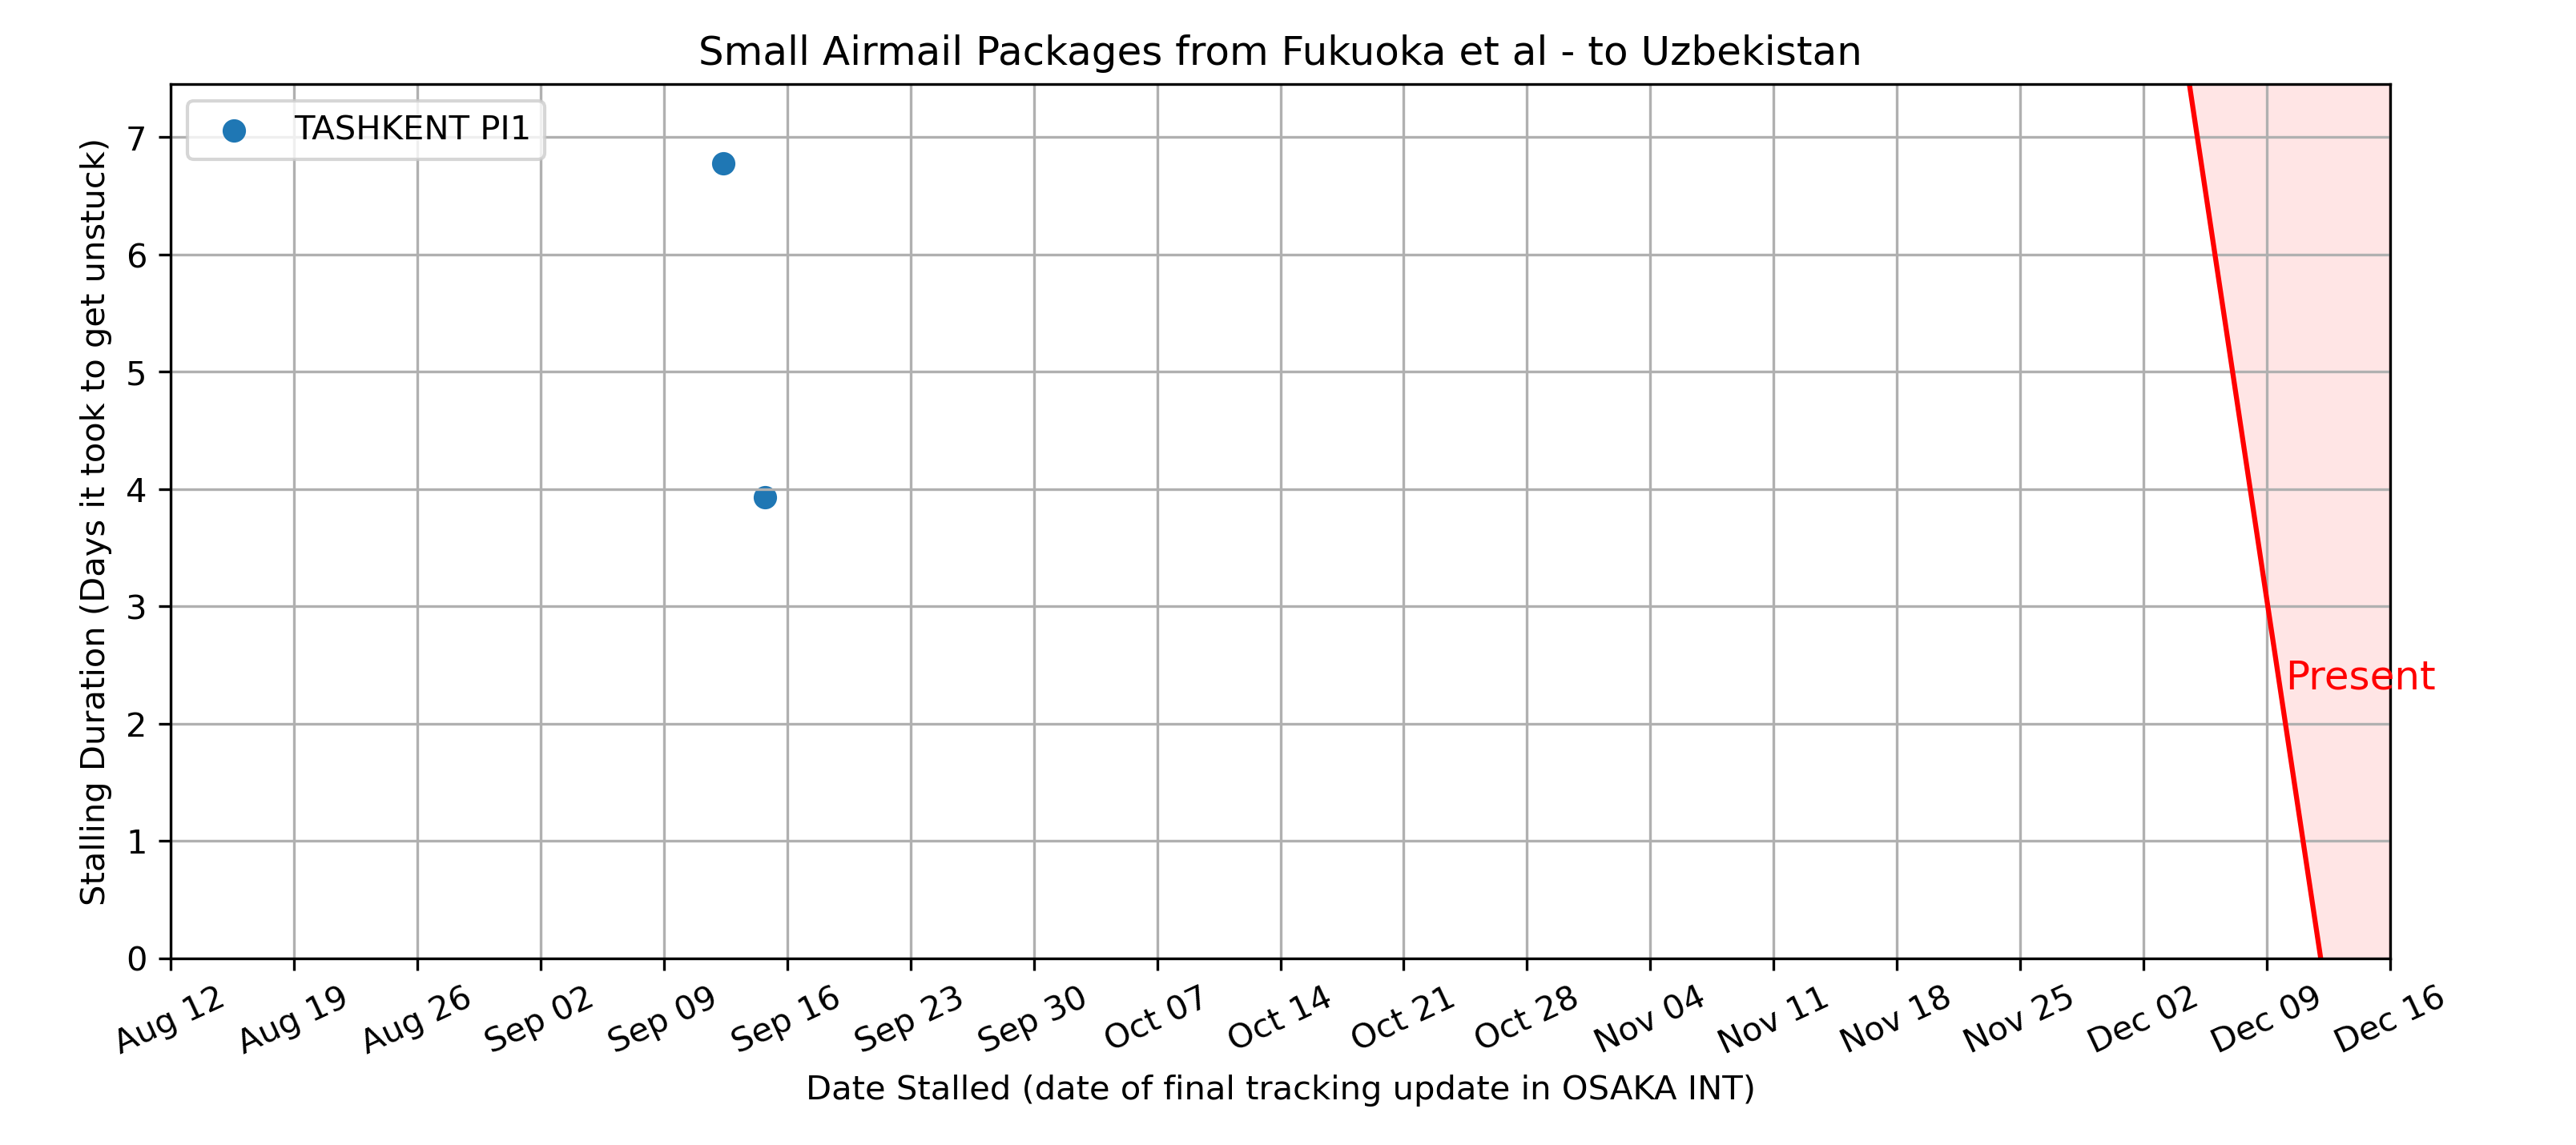 Small Airmail Packages from Fukuoka et al - to Uzbekistan
TASHKENT PI1
Stalling Duration (Days it took to get unstuck)
7
6
5
4
3
2
1
0
Present
Aug 12
Aug 19
Aug 26
Sep 02
Sep 09
Sep 16
Sep 23
Sep 30
Oct 07
Oct 14
Oct 21
Oct 28
Nov 04
Nov 11
Nov 18
Nov 25
Dec 02
Dec 09
Dec 16
Date Stalled (date of final tracking update in OSAKA INT)